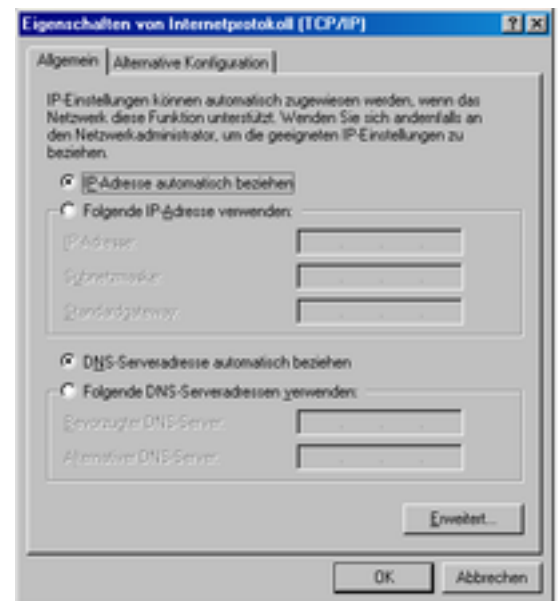 Eigenschaften von Internetprotokoll (TCP/IP)
Allgemein
Alternative Konfiguration
IP-Einstellungen können automatisch zugewiesen werden, wenn das
Netzwerk diese Funktion unterstützt. Wenden Sie sich andernfalls an
den Netzwerkadministrator, um die geeigneten IP-Einstellungen zu
beziehen.
IP-Adresse automatisch beziehen
Folgende IP-Adresse verwenden:
IP-Adresse:
Subnetzmaske:
Standardgateway:
DNS-Serveradresse automatisch beziehen
Folgende DNS-Serveradressen verwenden:
Bevorzugter DNS-Server:
Alternativer DNS-Server:
Erweitert...
OK
Abbrechen